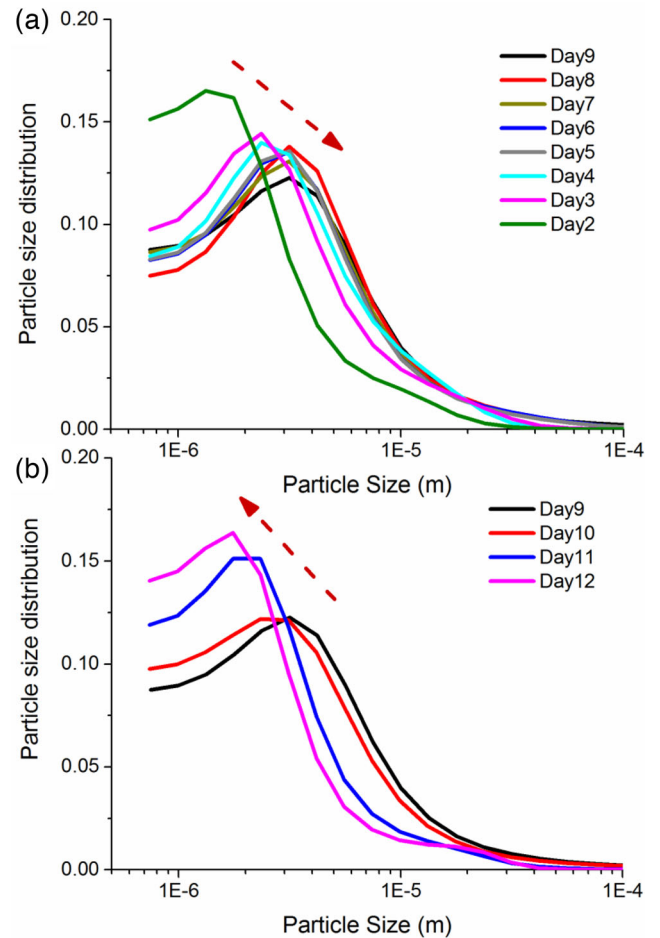 (a)
0.20
0.15
0.10
0.05
0.00
Particle size distribution
Day9
Day8
Day7
Day6
Day5
Day4
Day3
Day2
1E-6
1E-5
1E-4
Particle Size (m)
(b)
0.20
0.15
0.10
0.05
0.00
Particle size distribution
Day9
Day10
Day11
Day12
1E-6
1E-5
1E-4
Particle Size (m)